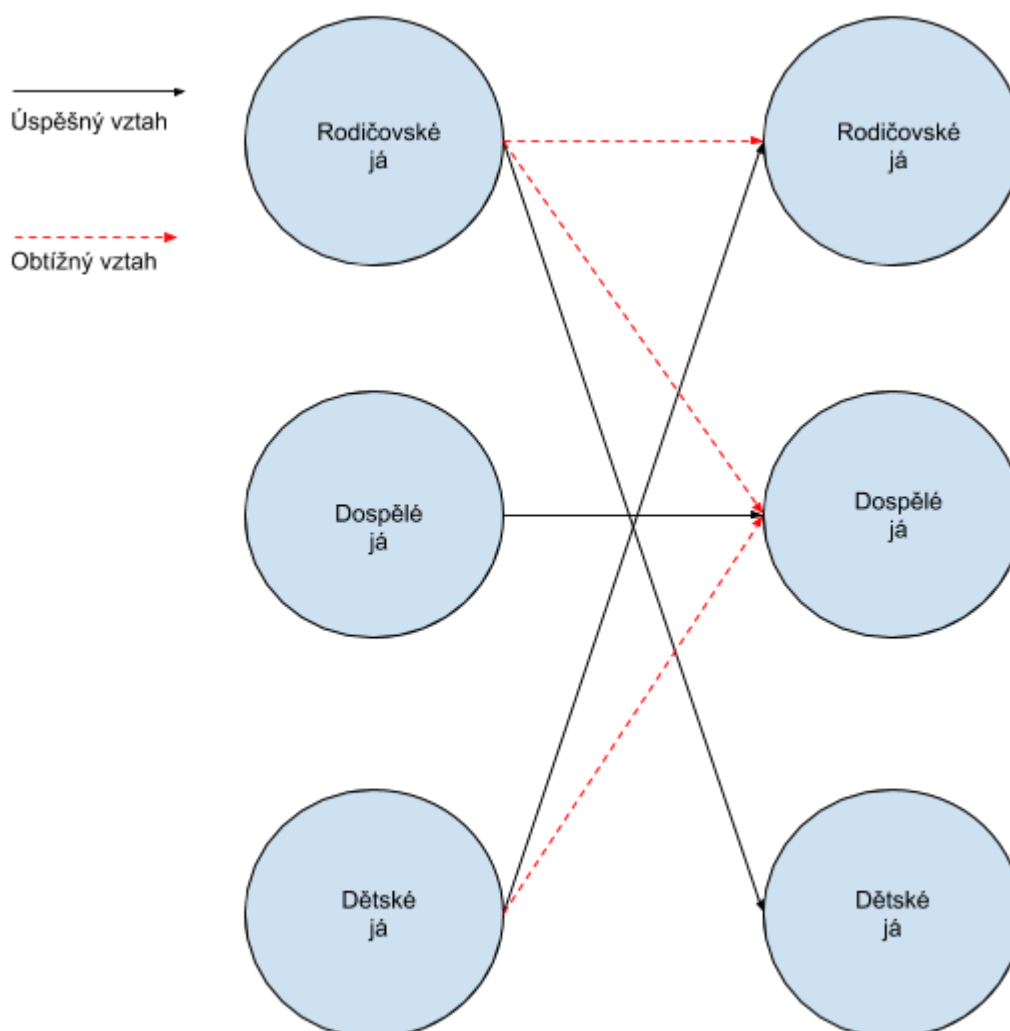 Úspěšný vztah
Obtížný vztah
Rodičovské
já
Rodičovské
já
Dospělé
já
Dospělé
já
Dětské
já
Dětské
já